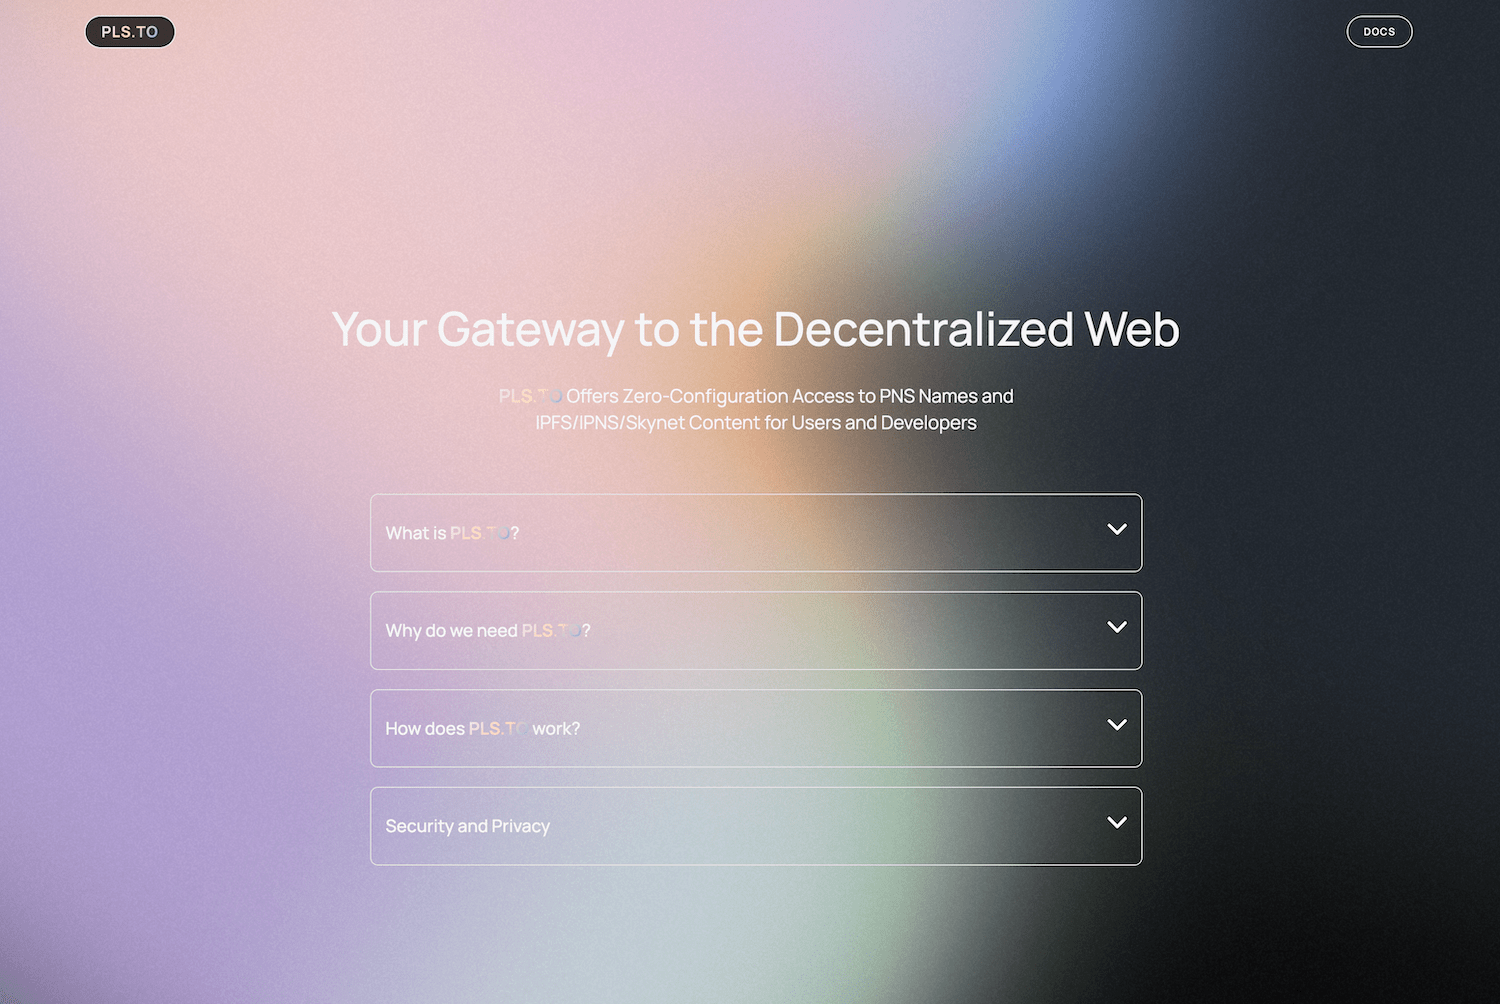 PLS.TO
DOCS
Your Gateway to the Decentralized Web
PLS.TO Offers Zero-Configuration Access to PNS Names and
IPFS/IPNS/Skynet Content for Users and Developers
What is PLS.TO?
Why do we need PLS.TO?
How does PLS.TO work?
Security and Privacy